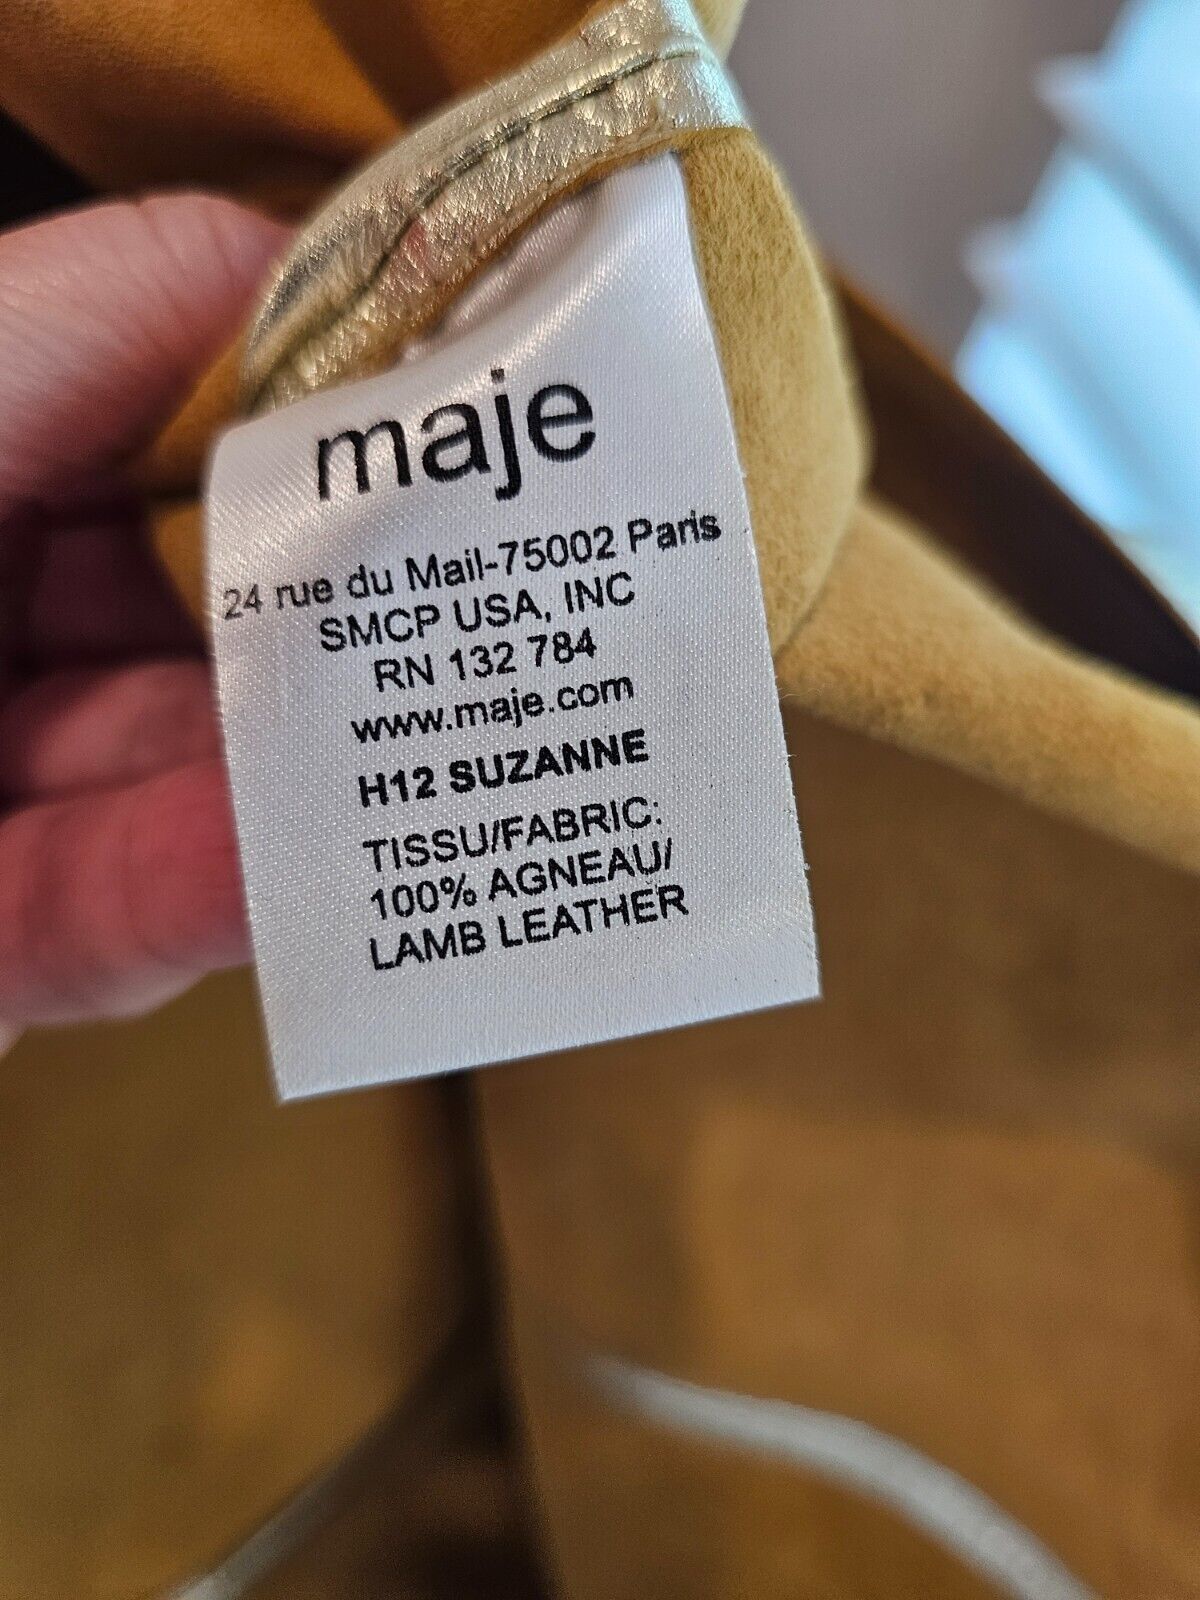 maje
24 rue du Mail-75002 Paris
SMCP USA, INC
RN 132 784
www.maje.com
H12 SUZANNE
TISSU/FABRIC:
100% AGNEAU/
LAMB LEATHER